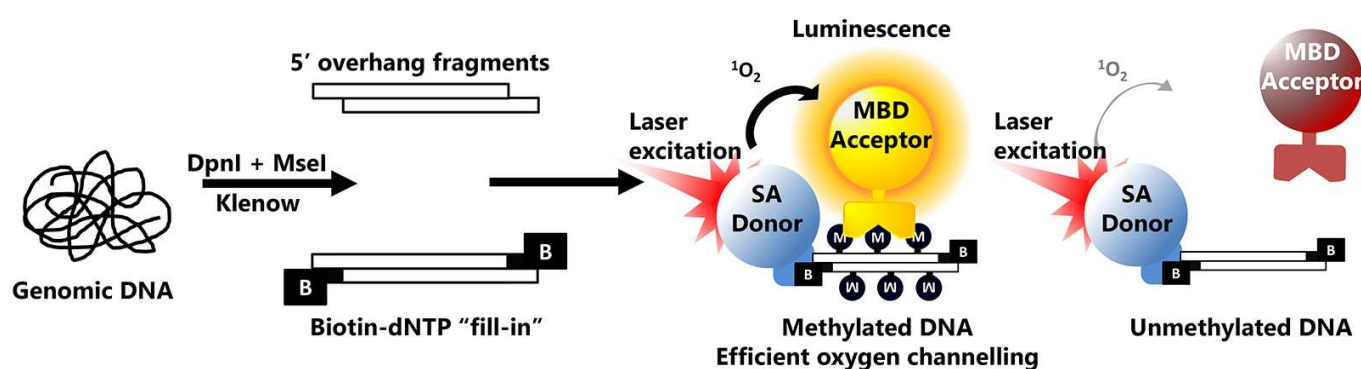 Genomic DNA
DpnI + MseI
Klenow
5’ overhang fragments
B
B
Biotin-dNTP “fill-in”
Luminescence
¹O₂
Laser
excitation
MBD
Acceptor
SA
Donor
M M M
B
B
M M M
Methylated DNA
Efficient oxygen channelling
¹O₂
MBD
Acceptor
Laser
excitation
SA
Donor
B
B
Unmethylated DNA